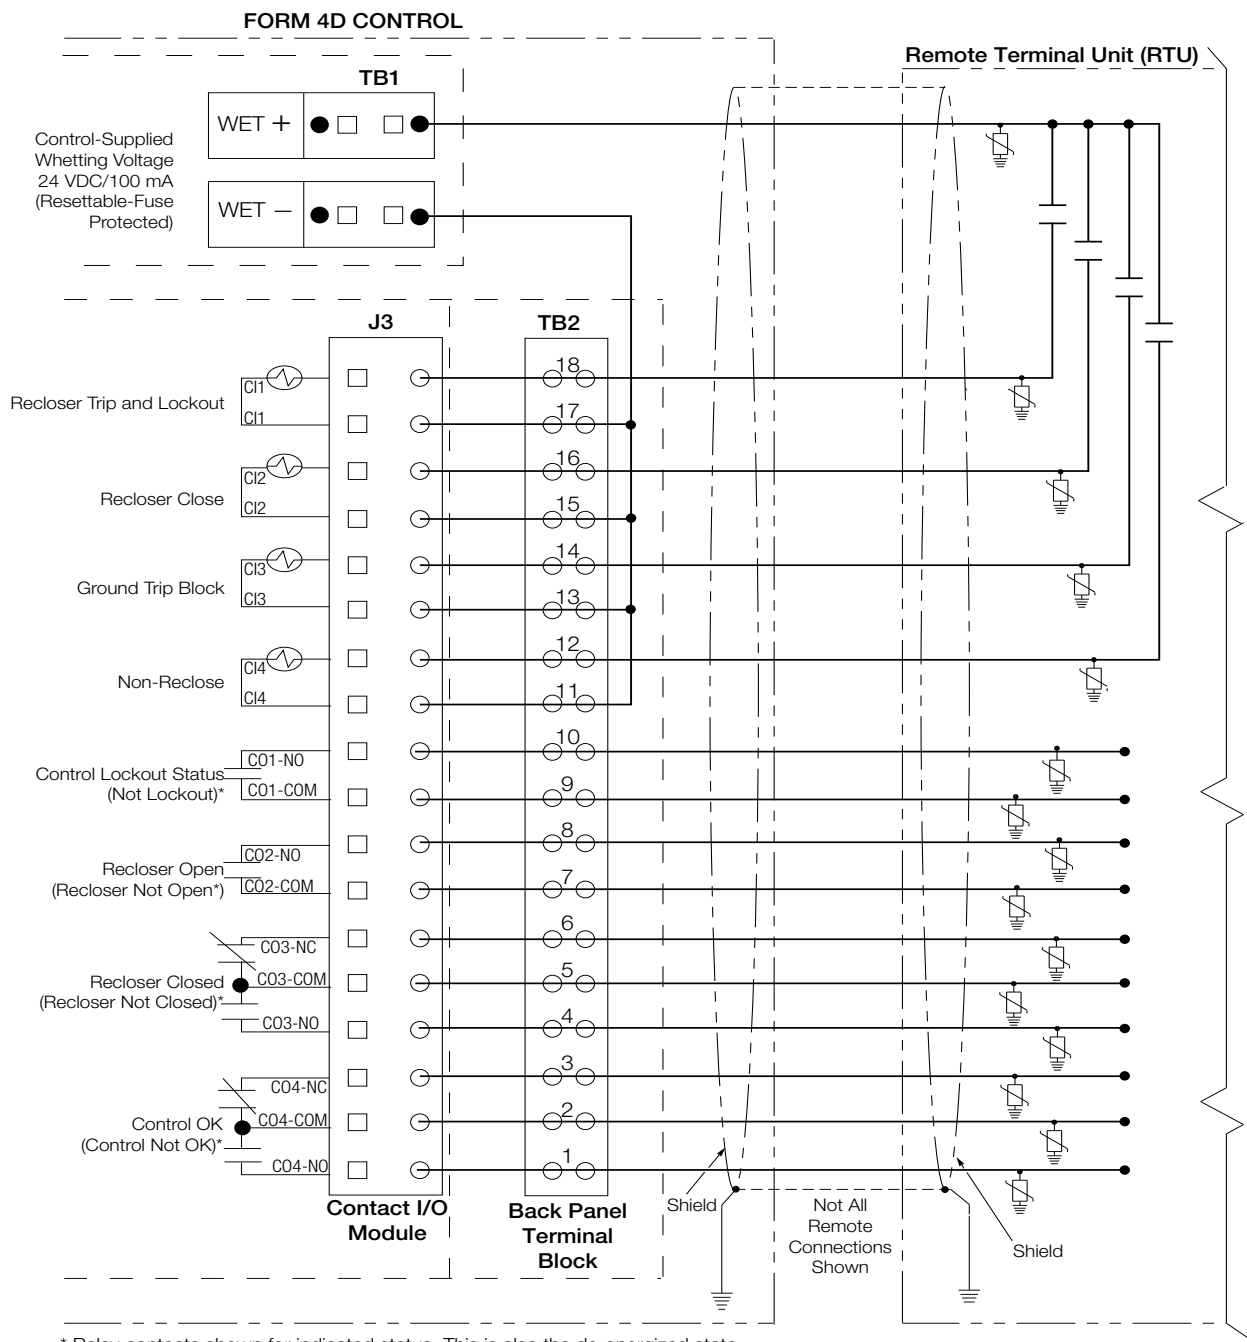 FORM 4D CONTROL
Remote Terminal Unit (RTU)
TB1
WET +
WET –
Control-Supplied
Whetting Voltage
24 VDC/100 mA
(Resettable-Fuse
Protected)
J3
TB2
Recloser Trip and Lockout
CI1
CI1
18
17
Recloser Close
CI2
CI2
16
15
Ground Trip Block
CI3
CI3
14
13
Non-Reclose
CI4
CI4
12
11
Control Lockout Status
(Not Lockout)*
CO1-NO
CO1-COM
10
9
Recloser Open
(Recloser Not Open*)
CO2-NO
CO2-COM
8
7
Recloser Closed
(Recloser Not Closed)*
CO3-NC
CO3-COM
CO3-NO
6
5
4
Control OK
(Control Not OK)*
CO4-NC
CO4-COM
CO4-NO
3
2
1
Contact I/O
Module
Back Panel
Terminal
Block
Shield
Not All
Remote
Connections
Shown
Shield
* Relay contacts shown for indicated status. This is also the de-energized state.